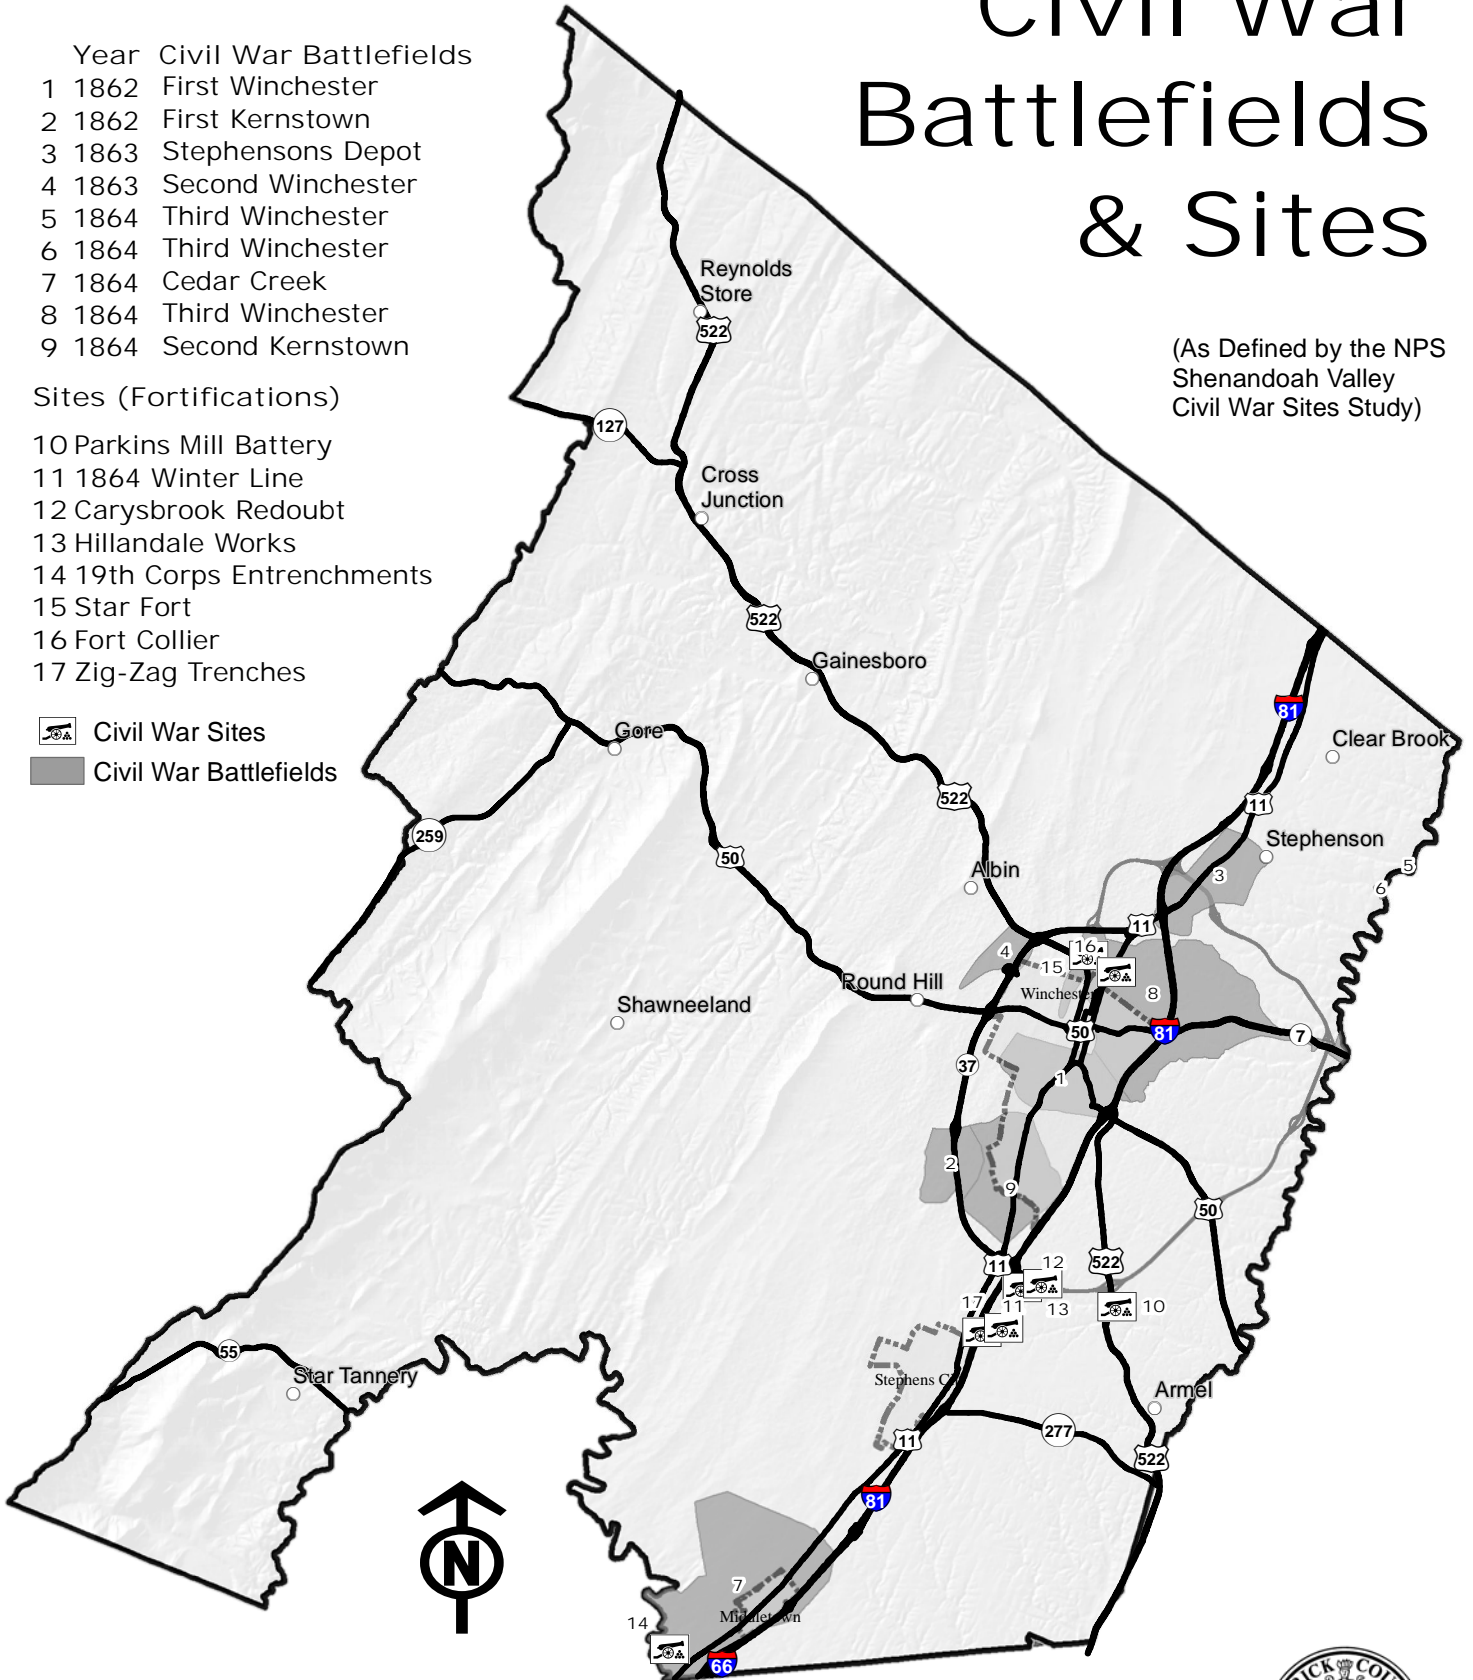 Civil War
Battlefields
& Sites
(As Defined by the NPS
Shenandoah Valley
Civil War Sites Study)
Year Civil War Battlefields
1 1862 First Winchester
2 1862 First Kernstown
3 1863 Stephensons Depot
4 1863 Second Winchester
5 1864 Third Winchester
6 1864 Third Winchester
7 1864 Cedar Creek
8 1864 Third Winchester
9 1864 Second Kernstown
Sites (Fortifications)
10 Parkins Mill Battery
11 1864 Winter Line
12 Carysbrook Redoubt
13 Hillandale Works
14 19th Corps Entrenchments
15 Star Fort
16 Fort Collier
17 Zig-Zag Trenches
Civil War Sites
Civil War Battlefields
Reynolds
Store
522
127
Cross
Junction
522
Gainesboro
81
Gore
Clear Brook
522
11
259
Stephenson
50
5
Albin
3
6
11
4
16
15
Round Hill
Winchester
8
Shawneeland
50
81
7
37
1
2
9
50
11
12
522
17
11
13
10
55
Star Tannery
Stephens C
Armel
277
11
522
81
N
7
Middletown
14
66
RICK COU